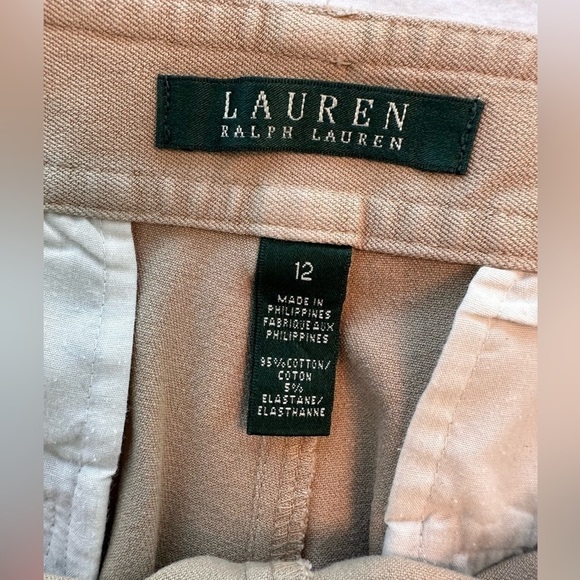 LAUREN
RALPH LAUREN
12
MADE IN
PHILIPPINES
FABRIQUE AUX
PHILIPPINES
95% COTTON/
COTON
5%
ELASTANE/
ELASTHANNE